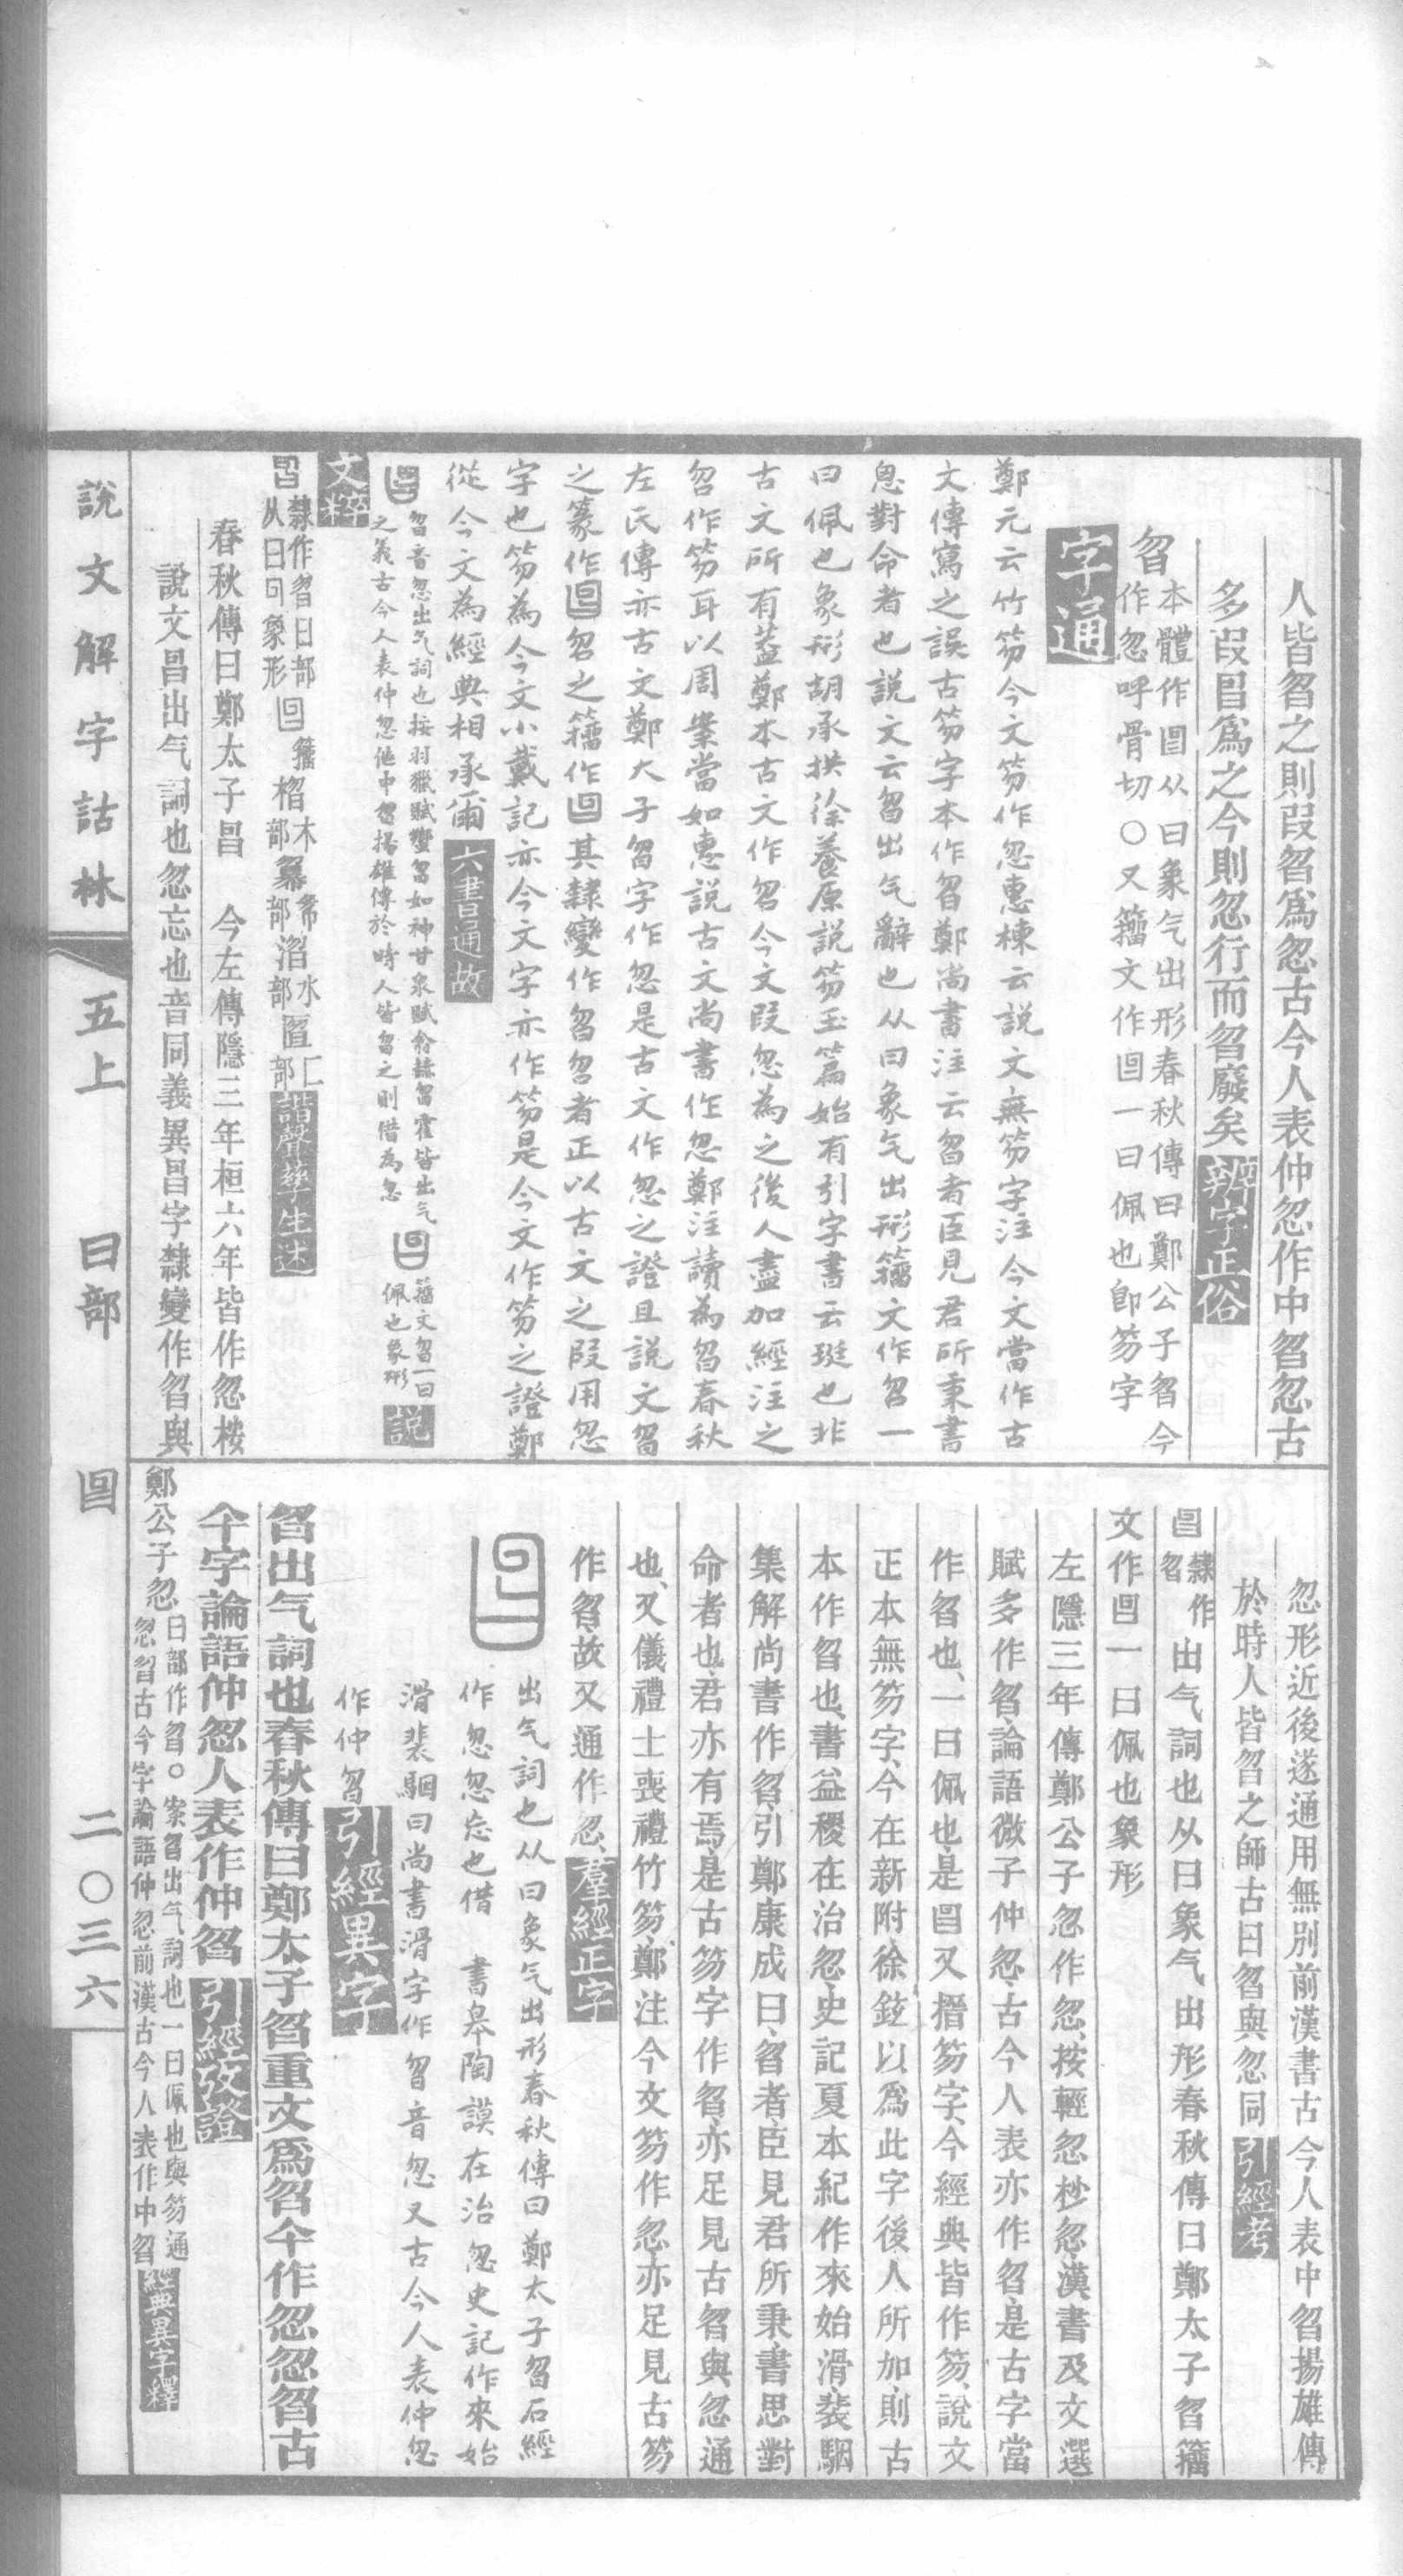 人皆曶之則叚曶爲忽古今人表仲忽作中曶忽古
多叚曶爲之今則忽行而曶廢矣辨字正俗
曶本體作㫚从曰象气出形春秋傳曰鄭公子曶今
作忽呼骨切〇又籀文作回一曰佩也卽笏字
字通
鄭元云竹笏今文笏作忽惠棟云説文無笏字注今文當作古
文傳寫之誤古笏字本作曶鄭尚書注云曶者臣見君所秉書
思對命者也説文云曶出气辭也从曰象气出形籀文作曶一
曰佩也象形胡承珙徐養原説笏玉篇始有引字書云珽也非
古文所有葢鄭本古文作曶今文叚忽為之後人盡加經注之
曶作笏耳以周䅁當如惠説古文尚書作忽鄭注讀為曶春秋
左氏傳亦古文鄭大子曶字作忽是古文作忽之證且説文曶
之篆作㫚曶之籀作回其隸變作曶曶者正以古文之叚用忽
字也笏為今文小戴記亦今文字亦作笏是今文作笏之證鄭
從今文為經典相承爾六書通故
㫚曶音忽出气詞也按羽獵賦蠁曶如神甘泉賦翕赫曶霍皆出气
之義古今人表仲忽作中曶揚雄傳於時人皆曶之則借為忽 回籀文曶一曰
佩也象形 説
文粹
㫚隸作曶曰部
从曰囘象形回籀 榾木部㡏帋部淴水部匫匚部諧聲孳生述
春秋傳曰鄭太子㫚 今左傳隱三年桓六年皆作忽樓
說文㫚出气詞也忽忘也音同義異㫚字隸變作曶與
忽形近後遂通用無別前漢書古今人表中曶揚雄傳
於時人皆曶之師古曰曶與忽同引經考
㫚隸作曶出气詞也从曰象气出形春秋傳曰鄭太子曶籀
文作回一曰佩也象形
左隱三年傳鄭公子忽作忽、按輕忽杪忽、漢書及文選
賦多作曶、論語微子仲忽、古今人表亦作曶、是古字當
作曶也、一曰佩也、是㫚又搢笏字、今經典皆作笏、說文
正本無笏字、今在新附、徐鉉以爲此字後人所加、則古
本作曶也、書益稷在治忽、史記夏本紀作來始滑、裴駰
集解尚書作曶、引鄭康成曰、曶者、臣見君所秉、書思對
命者也、君亦有焉、是古笏字作曶、亦足見古曶與忽通
也、又儀禮士喪禮竹笏、鄭注今文笏作忽、亦足見古笏
作曶、故又通作忽、羣經正字
㫚出气詞也从曰象气出形春秋傳曰鄭太子曶石經
作忽忽忘也借 書皋陶謨在治忽史記作來始
滑裴駰曰尚書滑字作曶音忽又古今人表仲忽
作仲曶引經異字
曶出气詞也春秋傳曰鄭太子曶重文爲曶今作忽忽曶古
今字論語仲忽人表作仲曶引經攷證
鄭公子忽曰部作曶〇案曶出气詞也一曰佩也與笏通
忽曶古今字論語仲忽前漢古今人表作中曶經典異字釋
說文解字詁林 五上 曰部 㫚 二〇三六